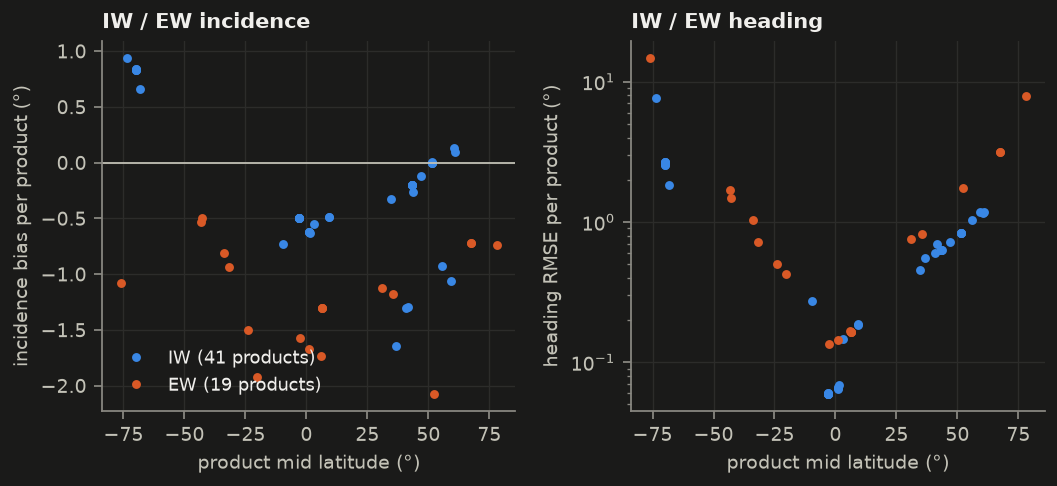 IW / EW incidence
incidence bias per product (°)
1.0
0.5
0.0
−0.5
−1.0
−1.5
−2.0
IW (41 products)
EW (19 products)
−75 −50 −25 0 25 50 75
product mid latitude (°)
IW / EW heading
heading RMSE per product (°)
10¹
10⁰
10⁻¹
−75 −50 −25 0 25 50 75
product mid latitude (°)